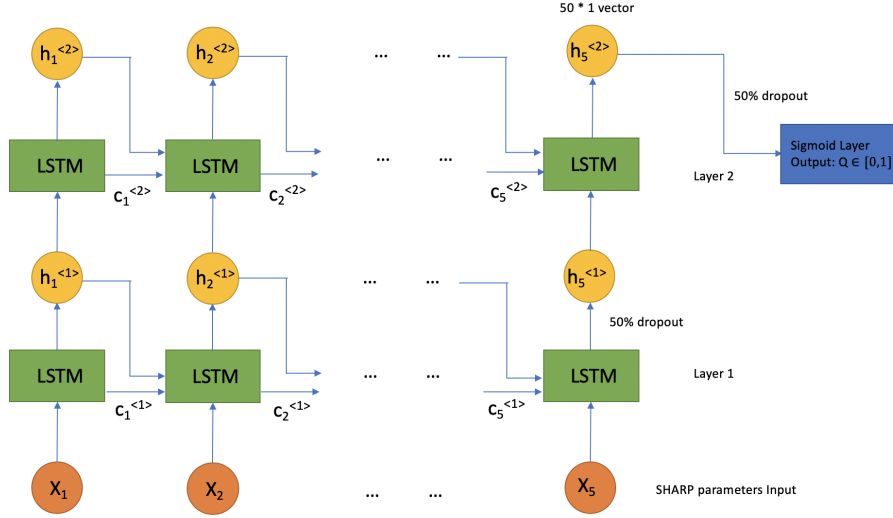 50 * 1 vector
h1<2>
h2<2>
... ...
h5<2>
50% dropout
LSTM
LSTM
... ...
LSTM
Sigmoid Layer
Output: Q ∈ [0,1]
Layer 2
C1<2>
C2<2>
C5<2>
h1<1>
h2<1>
... ...
h5<1>
50% dropout
LSTM
LSTM
... ...
LSTM
Layer 1
C1<1>
C2<1>
C5<1>
X1
X2
... ...
X5
SHARP parameters Input